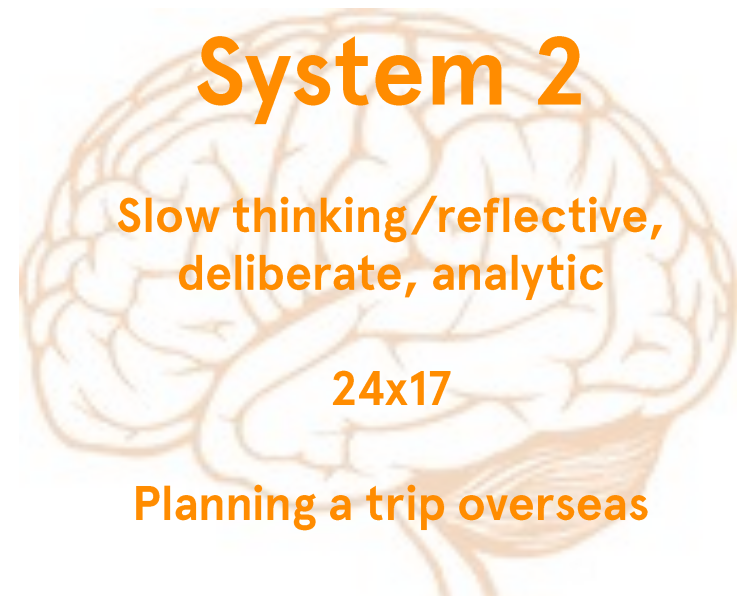 System 2
Slow thinking/reflective,
deliberate, analytic
24x17
Planning a trip overseas